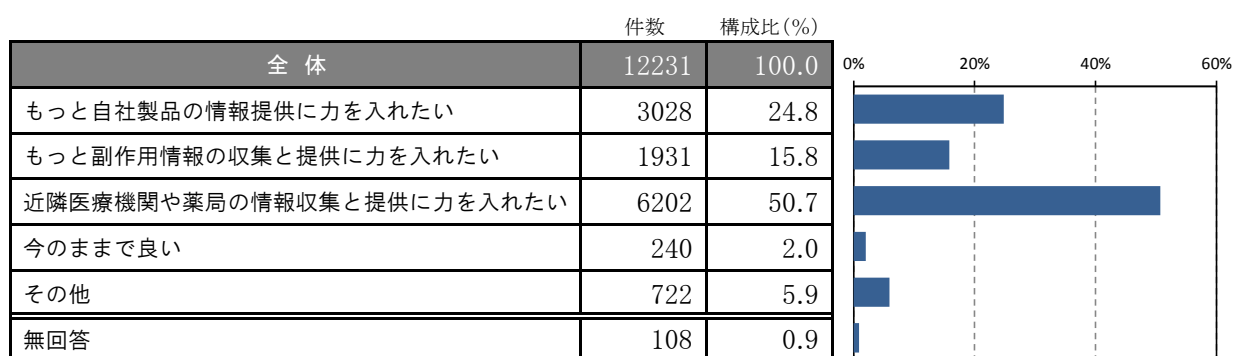 件数 構成比(%)
全 体 12231 100.0
0% 20% 40% 60%
もっと自社製品の情報提供に力を入れたい 3028 24.8
もっと副作用情報の収集と提供に力を入れたい 1931 15.8
近隣医療機関や薬局の情報収集と提供に力を入れたい 6202 50.7
今のままで良い 240 2.0
その他 722 5.9
無回答 108 0.9